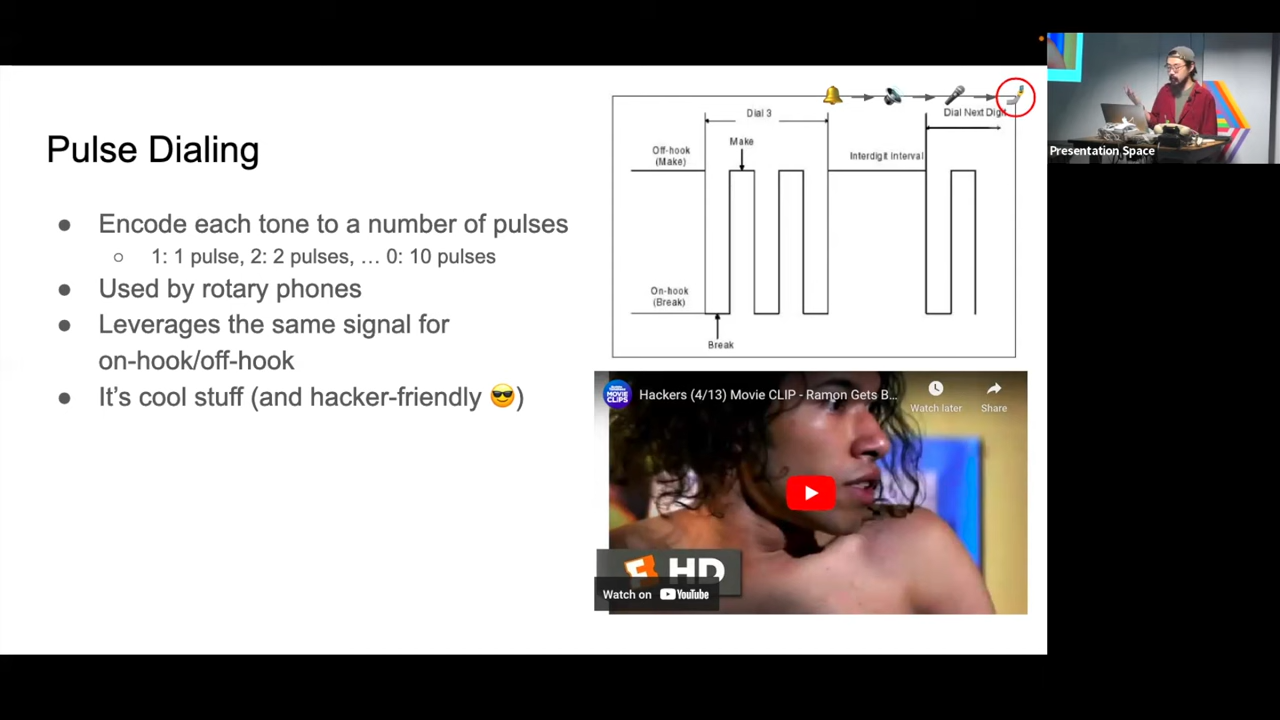 Pulse Dialing
● Encode each tone to a number of pulses
○ 1: 1 pulse, 2: 2 pulses, … 0: 10 pulses
● Used by rotary phones
● Leverages the same signal for
on-hook/off-hook
● It’s cool stuff (and hacker-friendly 😎)
Dial 3
Dial Next Digit
Make
Off-hook
(Make)
Interdigit Interval
On-hook
(Break)
Break
MOVIE CLIPS
Hackers (4/13) Movie CLIP - Ramon Gets B...
Watch later
Share
HD
Watch on YouTube
Presentation Space